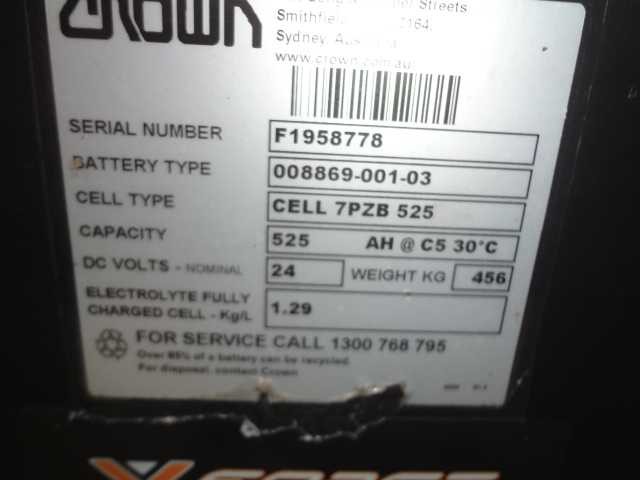 CROWN
Streets
Smithfield 2164,
Sydney, Australia
www.crown.com.au
SERIAL NUMBER F1958778
BATTERY TYPE 008869-001-03
CELL TYPE CELL 7PZB 525
CAPACITY 525 AH @ C5 30°C
DC VOLTS - NOMINAL 24 WEIGHT KG 456
ELECTROLYTE FULLY
CHARGED CELL - Kg/L 1.29
FOR SERVICE CALL 1300 768 795
Over 95% of a battery can be recycled.
For disposal, contact Crown